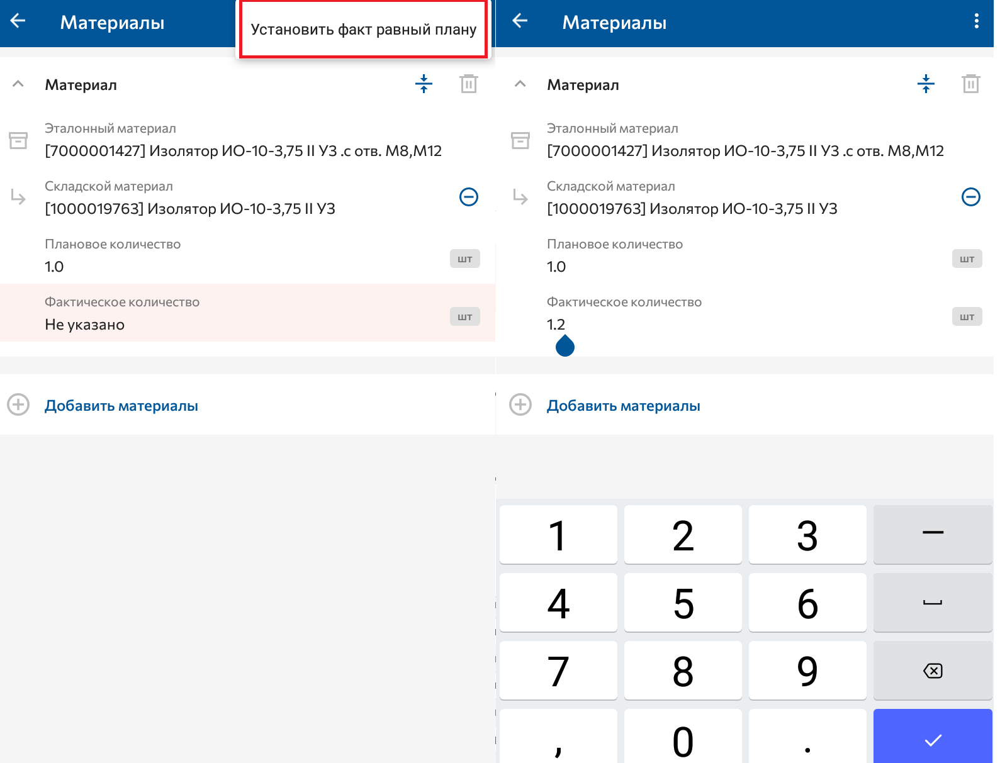 Материалы
Установить факт равный плану
Материал
Эталонный материал
[7000001427] Изолятор ИО-10-3,75 II УЗ .с отв. М8,М12
Складской материал
[1000019763] Изолятор ИО-10-3,75 II УЗ
Плановое количество
1.0
шт
Фактическое количество
Не указано
шт
Добавить материалы
Материалы
Материал
Эталонный материал
[7000001427] Изолятор ИО-10-3,75 II УЗ .с отв. М8,М12
Складской материал
[1000019763] Изолятор ИО-10-3,75 II УЗ
Плановое количество
1.0
шт
Фактическое количество
1.2
шт
Добавить материалы
1 2 3 –
4 5 6
7 8 9
, 0 .